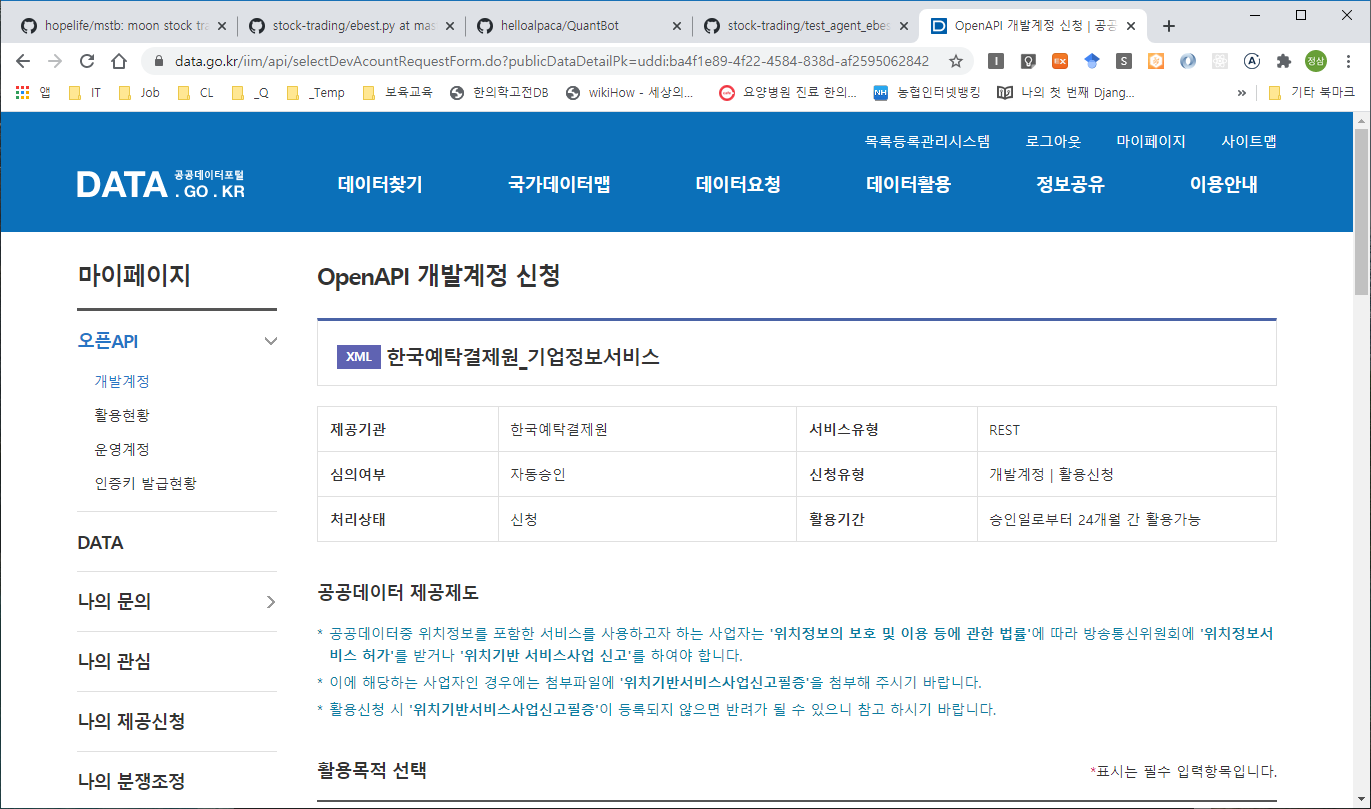 hopelife/mstb: moon stock tra
stock-trading/ebest.py at mas
helloalpaca/QuantBot
stock-trading/test_agent_ebes
OpenAPI 개발계정 신청 | 공공
data.go.kr/iim/api/selectDevAcountRequestForm.do?publicDataDetailPk=uddi:ba4f1e89-4f22-4584-838d-af2595062842
정상
앱
IT
Job
CL
_Q
_Temp
보육교육
한의학고전DB
wikiHow - 세상의...
요양병원 진료 한의...
NH
농협인터넷뱅킹
나의 첫 번째 Djang...
»
기타 북마크
목록등록관리시스템
로그아웃
마이페이지
사이트맵
DATA 공공데이터포털
.GO.KR
데이터찾기
국가데이터맵
데이터요청
데이터활용
정보공유
이용안내
마이페이지
오픈API
개발계정
활용현황
운영계정
인증키 발급현황
DATA
나의 문의
나의 관심
나의 제공신청
나의 분쟁조정
OpenAPI 개발계정 신청
XML 한국예탁결제원_기업정보서비스
제공기관 한국예탁결제원 서비스유형 REST
심의여부 자동승인 신청유형 개발계정 | 활용신청
처리상태 신청 활용기간 승인일로부터 24개월 간 활용가능
공공데이터 제공제도
* 공공데이터중 위치정보를 포함한 서비스를 사용하고자 하는 사업자는 '위치정보의 보호 및 이용 등에 관한 법률'에 따라 방송통신위원회에 '위치정보서
비스 허가'를 받거나 '위치기반 서비스사업 신고'를 하여야 합니다.
* 이에 해당하는 사업자인 경우에는 첨부파일에 '위치기반서비스사업신고필증'을 첨부해 주시기 바랍니다.
* 활용신청 시 '위치기반서비스사업신고필증'이 등록되지 않으면 반려가 될 수 있으니 참고 하시기 바랍니다.
활용목적 선택
*표시는 필수 입력항목입니다.